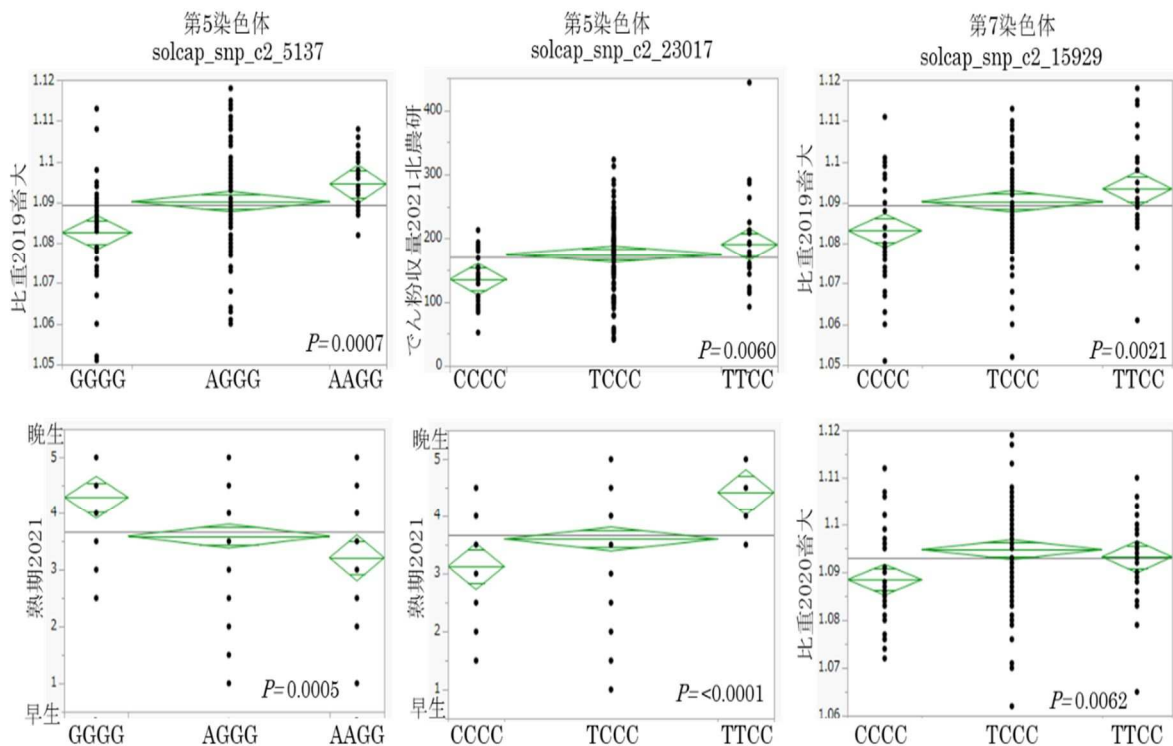 第5染色体
solcap_snp_c2_5137
第5染色体
solcap_snp_c2_23017
第7染色体
solcap_snp_c2_15929
比重2019畜大
1.12
1.11
1.1
1.09
1.08
1.07
1.06
1.05
P=0.0007
GGGG AGGG AAGG
でん粉収量2021北農研
400
300
200
100
0
P=0.0060
CCCC TCCC TTCC
比重2019畜大
1.12
1.11
1.1
1.09
1.08
1.07
1.06
1.05
P=0.0021
CCCC TCCC TTCC
熟期2021
晩生
5
4
3
2
1
早生
P=0.0005
GGGG AGGG AAGG
熟期2021
晩生
5
4
3
2
1
早生
P=<0.0001
CCCC TCCC TTCC
比重2020畜大
1.12
1.11
1.1
1.09
1.08
1.07
1.06
P=0.0062
CCCC TCCC TTCC